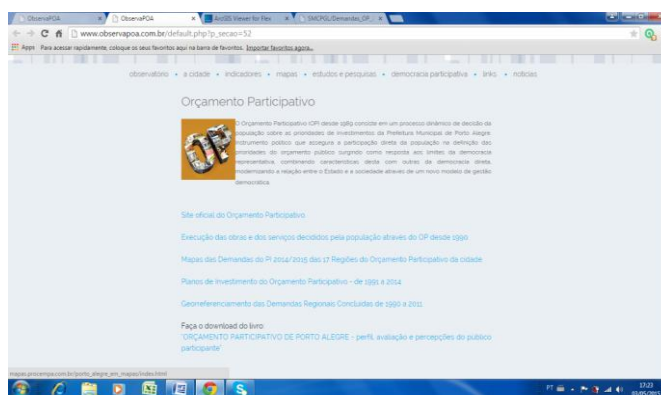 ObservaPOA
ObservaPOA
ArcGIS Viewer for Flex
SMCPGL/Demandas_OP_
www.observapoa.com.br/default.php?p_secao=52
Apps Para acessar rapidamente, coloque os seus favoritos aqui na barra de favoritos. Importar favoritos agora...
observatório • a cidade • indicadores • mapas • estudos e pesquisas • democracia participativa • links • notícias
Orçamento Participativo
OP
O Orçamento Participativo (OP) desde 1989 consiste em um processo dinâmico de decisão da
população sobre as prioridades de investimentos da Prefeitura Municipal de Porto Alegre.
Instrumento político que assegura a participação direta da população na definição das
prioridades do orçamento público surgindo como resposta aos limites da democracia
representativa, combinando características desta com outras da democracia direta,
modernizando a relação entre o Estado e a sociedade através de um novo modelo de gestão
democrática.
Site oficial do Orçamento Participativo
Execução das obras e dos serviços decididos pela população através do OP desde 1990
Mapas das Demandas do PI 2014/2015 das 17 Regiões do Orçamento Participativo da cidade
Planos de Investimento do Orçamento Participativo - de 1991 a 2014
Georreferenciamento das Demandas Regionais Concluidas de 1990 a 2011
Faça o download do livro
"ORÇAMENTO PARTICIPATIVO DE PORTO ALEGRE - perfil, avaliação e percepções do público
participante"
mapas.procempa.com.br/porto_alegre_em_mapas/index.html
PT
17:23